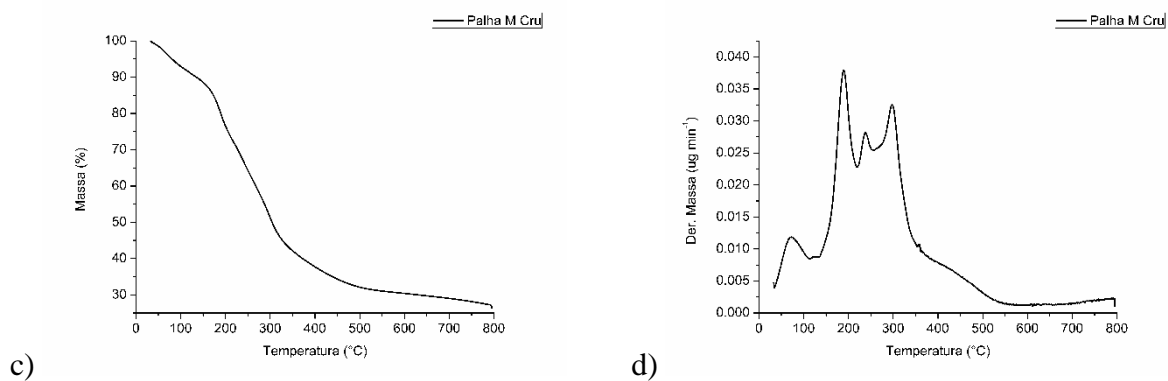 Palha M Cru
100
90
80
70
60
50
40
30
Massa (%)
0 100 200 300 400 500 600 700 800
Temperatura (°C)
c)
Palha M Cru
0.040
0.035
0.030
0.025
0.020
0.015
0.010
0.005
0.000
Der. Massa (ug min⁻¹)
0 100 200 300 400 500 600 700 800
Temperatura (°C)
d)